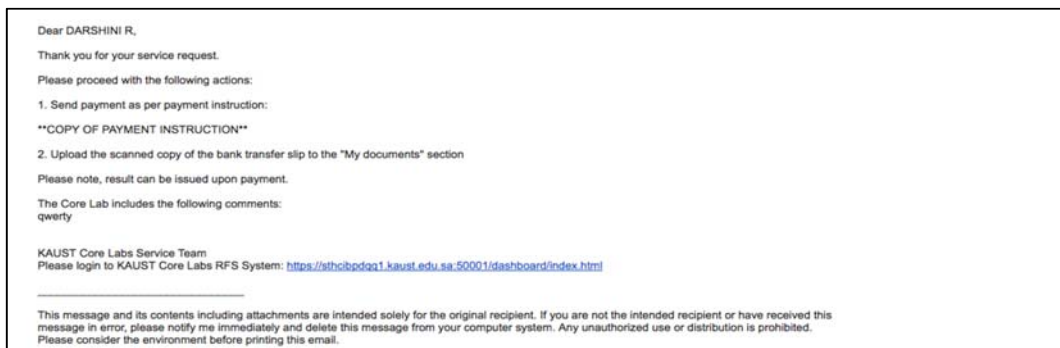 Dear DARSHINI R,
Thank you for your service request.
Please proceed with the following actions:
1. Send payment as per payment instruction:
**COPY OF PAYMENT INSTRUCTION**
2. Upload the scanned copy of the bank transfer slip to the "My documents" section
Please note, result can be issued upon payment.
The Core Lab includes the following comments:
qwerty
KAUST Core Labs Service Team
Please login to KAUST Core Labs RFS System: https://sthcibpdqq1.kaust.edu.sa:50001/dashboard/index.html
This message and its contents including attachments are intended solely for the original recipient. If you are not the intended recipient or have received this
message in error, please notify me immediately and delete this message from your computer system. Any unauthorized use or distribution is prohibited.
Please consider the environment before printing this email.